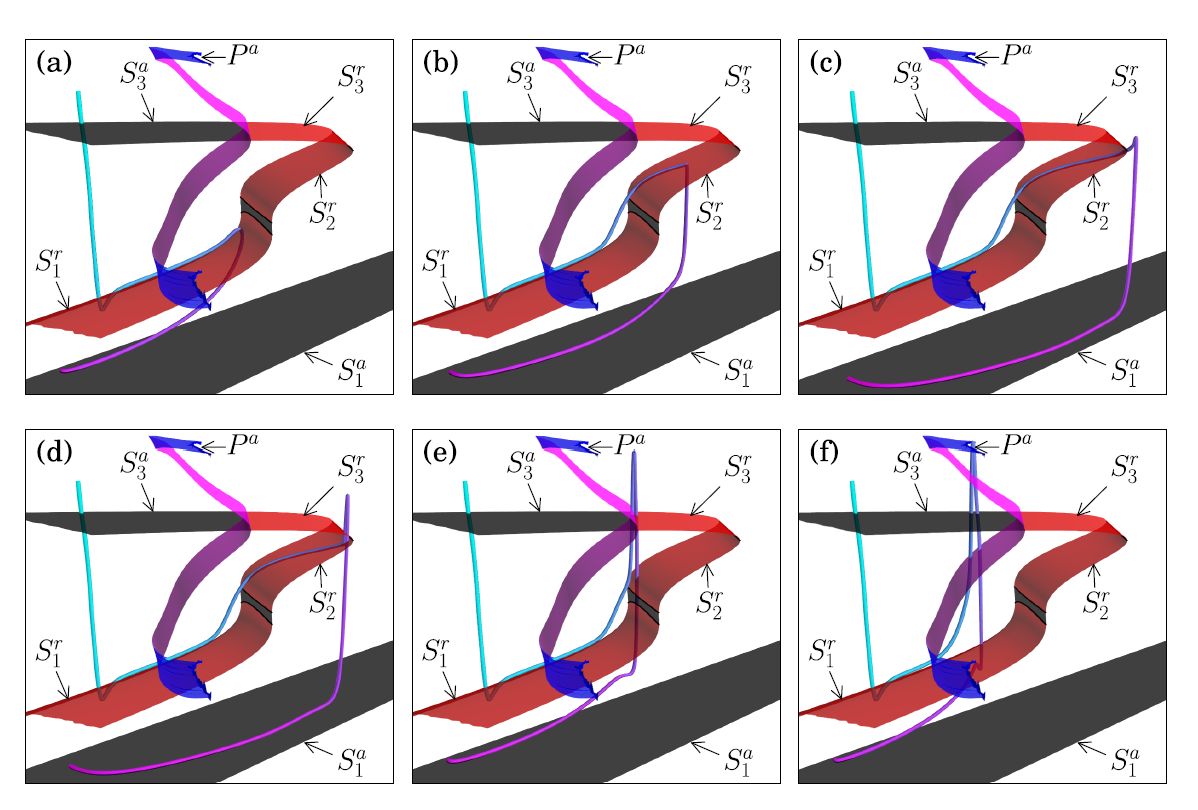 (a) P^a S_3^a S_3^r S_2^r S_1^r S_1^a
(b) P^a S_3^a S_3^r S_2^r S_1^r S_1^a
(c) P^a S_3^a S_3^r S_2^r S_1^r S_1^a
(d) P^a S_3^a S_3^r S_2^r S_1^r S_1^a
(e) P^a S_3^a S_3^r S_2^r S_1^r S_1^a
(f) P^a S_3^a S_3^r S_2^r S_1^r S_1^a